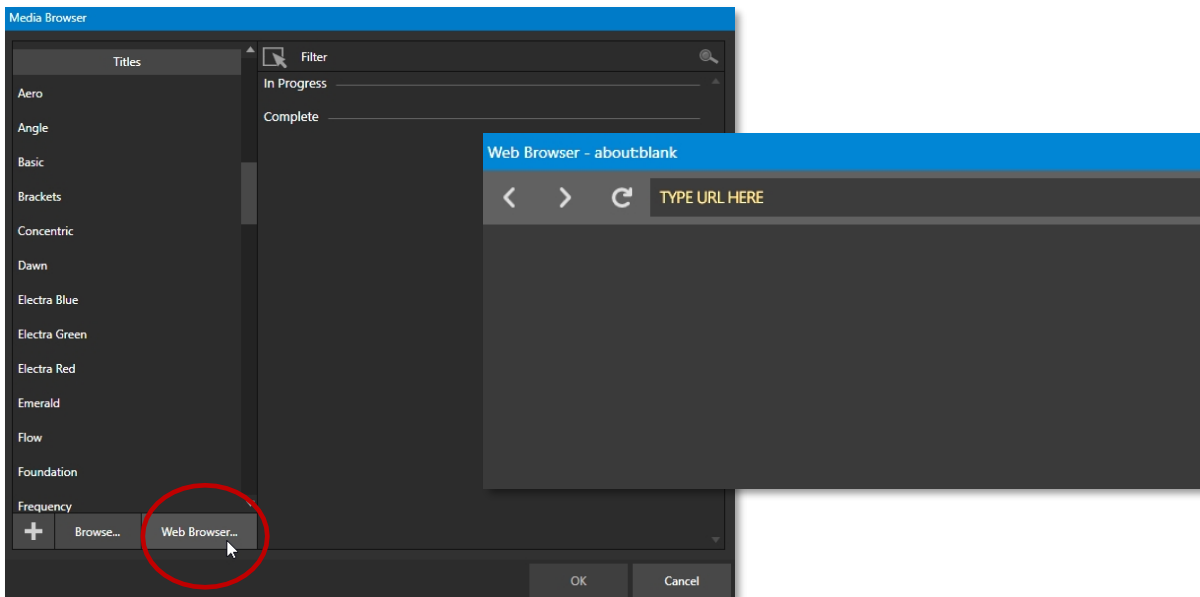 Media Browser
Titles
Aero
Angle
Basic
Brackets
Concentric
Dawn
Electra Blue
Electra Green
Electra Red
Emerald
Flow
Foundation
Frequency
Browse...
Web Browser...
Filter
In Progress
Complete
OK
Cancel
Web Browser - about:blank
TYPE URL HERE